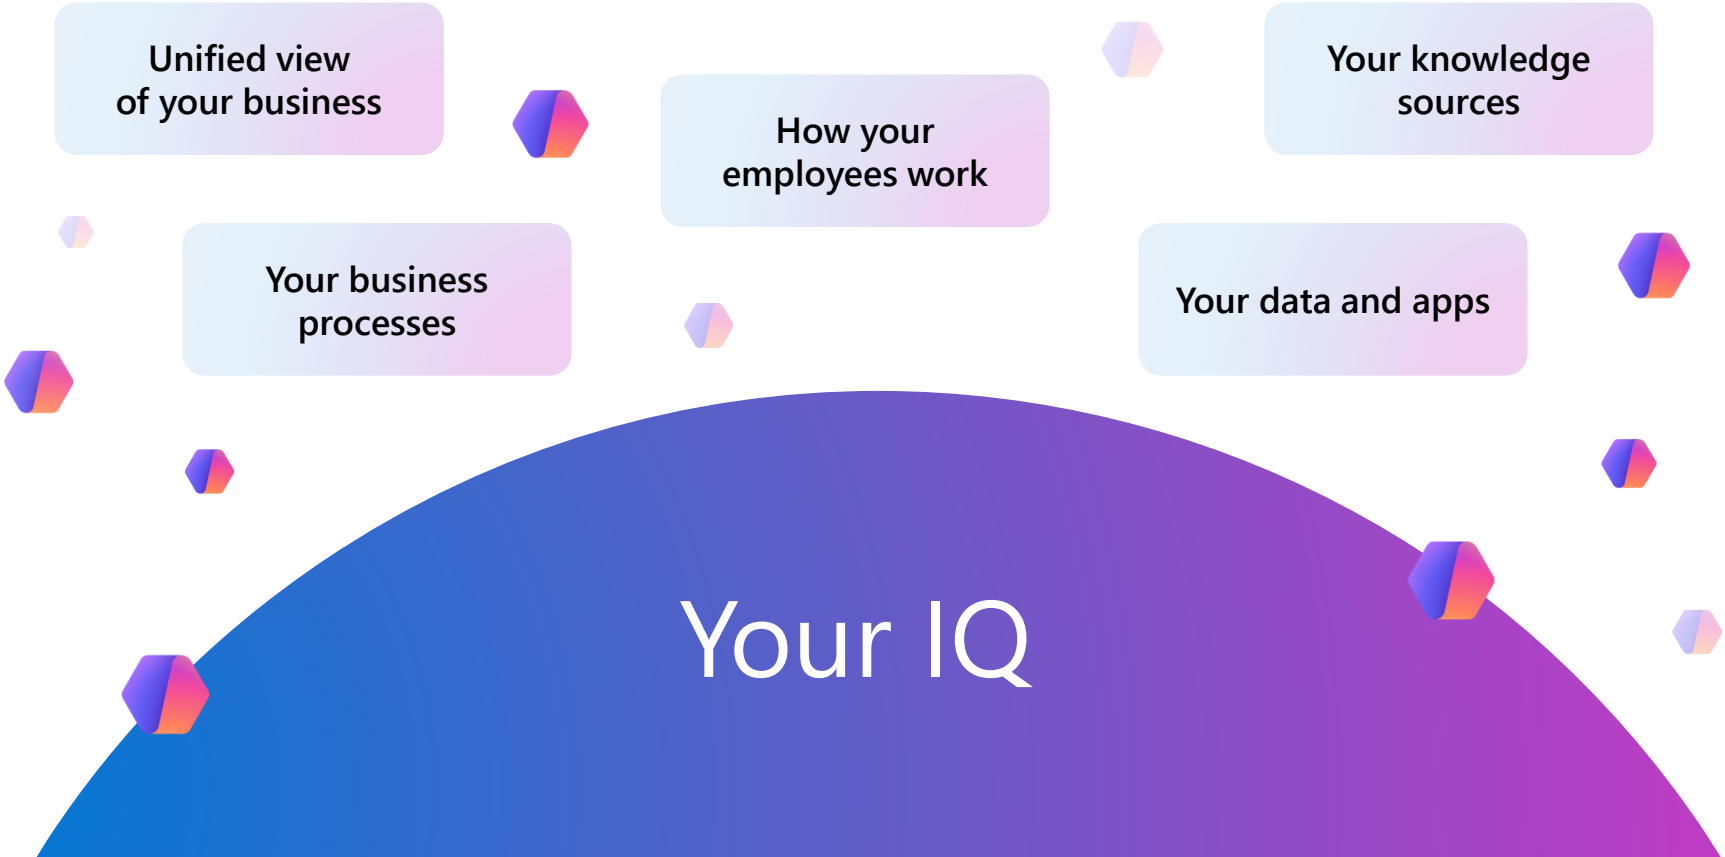 Unified view
of your business
How your
employees work
Your knowledge
sources
Your business
processes
Your data and apps
Your IQ